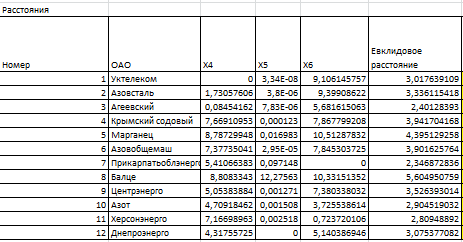 Расстояния
Номер ОАО X4 X5 X6 Евклидовое расстояние
1 Уктелеком 0 3,34E-08 9,106145757 3,017639109
2 Азовсталь 1,73057606 3,8E-06 9,39908622 3,336115418
3 Агеевский 0,08454162 7,83E-06 5,681615063 2,40128393
4 Крымский содовый 7,66910953 0,000123 7,867799208 3,941704168
5 Марганец 8,78729948 0,016983 10,51287832 4,395129258
6 Азовобщемаш 7,37735041 2,95E-05 7,845303725 3,901625764
7 Прикарпатьоблэнерго 5,41066383 0,097148 0 2,346872836
8 Балце 8,8083343 12,27563 10,33151352 5,604950759
9 Центрэнерго 5,05383884 0,001271 7,380338032 3,526393014
10 Азот 4,70918462 0,001508 3,725538614 2,904519032
11 Херсонэнерго 7,16698963 0,002518 0,723720106 2,80948892
12 Днепроэнерго 4,31755725 0 5,140386946 3,075377082